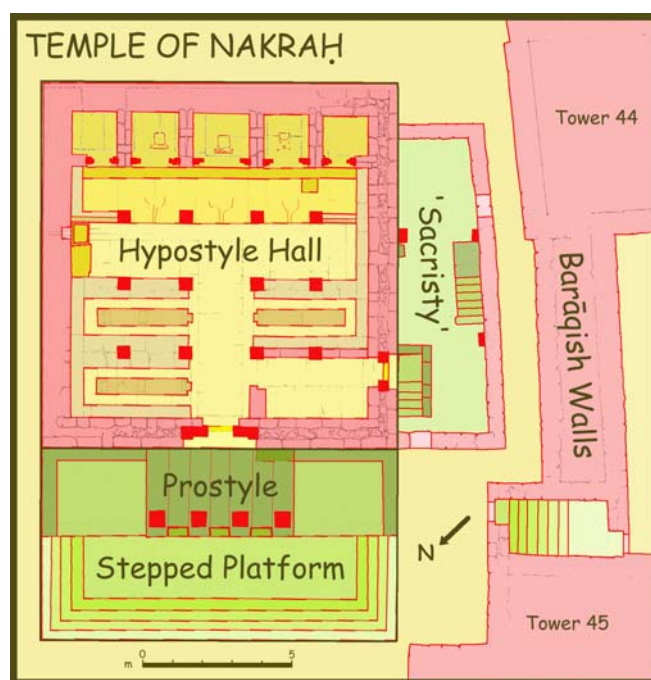 TEMPLE OF NAKRAḤ
Tower 44
Hypostyle Hall
'Sacristy'
Barāqish Walls
Prostyle
Stepped Platform
N
Tower 45
m 0 5